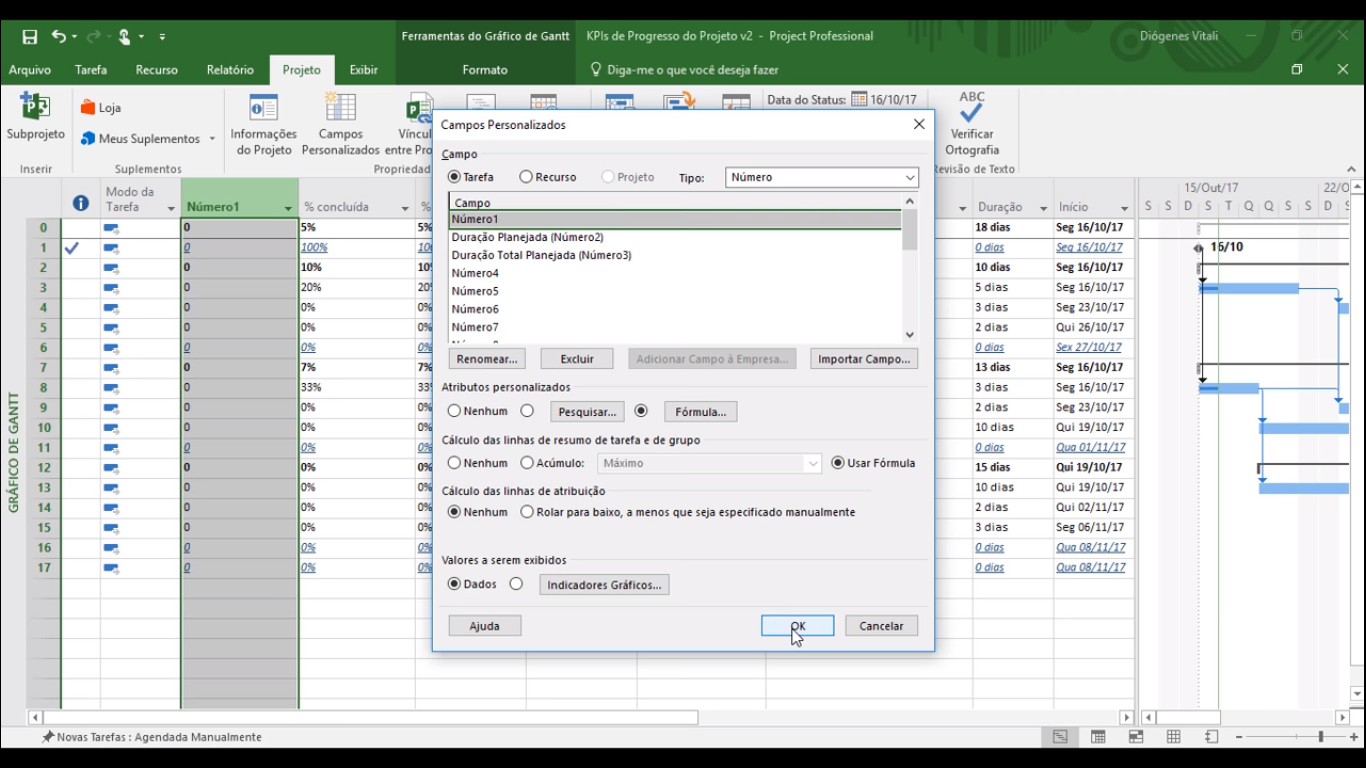 Ferramentas do Gráfico de Gantt
KPIs de Progresso do Projeto v2 - Project Professional
Diógenes Vitali
Arquivo Tarefa Recurso Relatório Projeto Exibir Formato Diga-me o que você deseja fazer
Subprojeto
Loja
Meus Suplementos
Informações do Projeto
Campos Personalizados
Data do Status: 16/10/17
ABC
Verificar Ortografia
Inserir Suplementos
Campos Personalizados
Campo
Tarefa Recurso Projeto Tipo: Número
Campo
Número1
Duração Planejada (Número2)
Duração Total Planejada (Número3)
Número4
Número5
Número6
Número7
Renomear... Excluir Adicionar Campo à Empresa... Importar Campo...
Atributos personalizados
Nenhum Pesquisar... Fórmula...
Cálculo das linhas de resumo de tarefa e de grupo
Nenhum Acúmulo: Máximo Usar Fórmula
Cálculo das linhas de atribuição
Nenhum Rolar para baixo, a menos que seja especificado manualmente
Valores a serem exibidos
Dados Indicadores Gráficos...
Ajuda OK Cancelar
Modo da Tarefa Número1 % concluída Duração Início
15/Out/17
S S D S T Q Q S S D
0 0 5% 18 dias Seg 16/10/17
1 0 100% 0 dias Seg 16/10/17 16/10
2 0 10% 10 dias Seg 16/10/17
3 0 20% 5 dias Seg 16/10/17
4 0 0% 0% 3 dias Seg 23/10/17
5 0 0% 0% 2 dias Qui 26/10/17
6 0 0% 0% 0 dias Sex 27/10/17
7 0 7% 7% 13 dias Seg 16/10/17
8 0 33% 3 dias Seg 16/10/17
9 0 0% 0% 2 dias Seg 23/10/17
10 0 0% 0% 10 dias Qui 19/10/17
11 0 0% 0% 0 dias Qua 01/11/17
12 0 0% 0% 15 dias Qui 19/10/17
13 0 0% 0% 10 dias Qui 19/10/17
14 0 0% 0% 2 dias Qui 02/11/17
15 0 0% 0% 3 dias Seg 06/11/17
16 0 0% 0% 0 dias Qua 08/11/17
17 0 0% 0% 0 dias Qua 08/11/17
GRÁFICO DE GANTT
Novas Tarefas : Agendada Manualmente